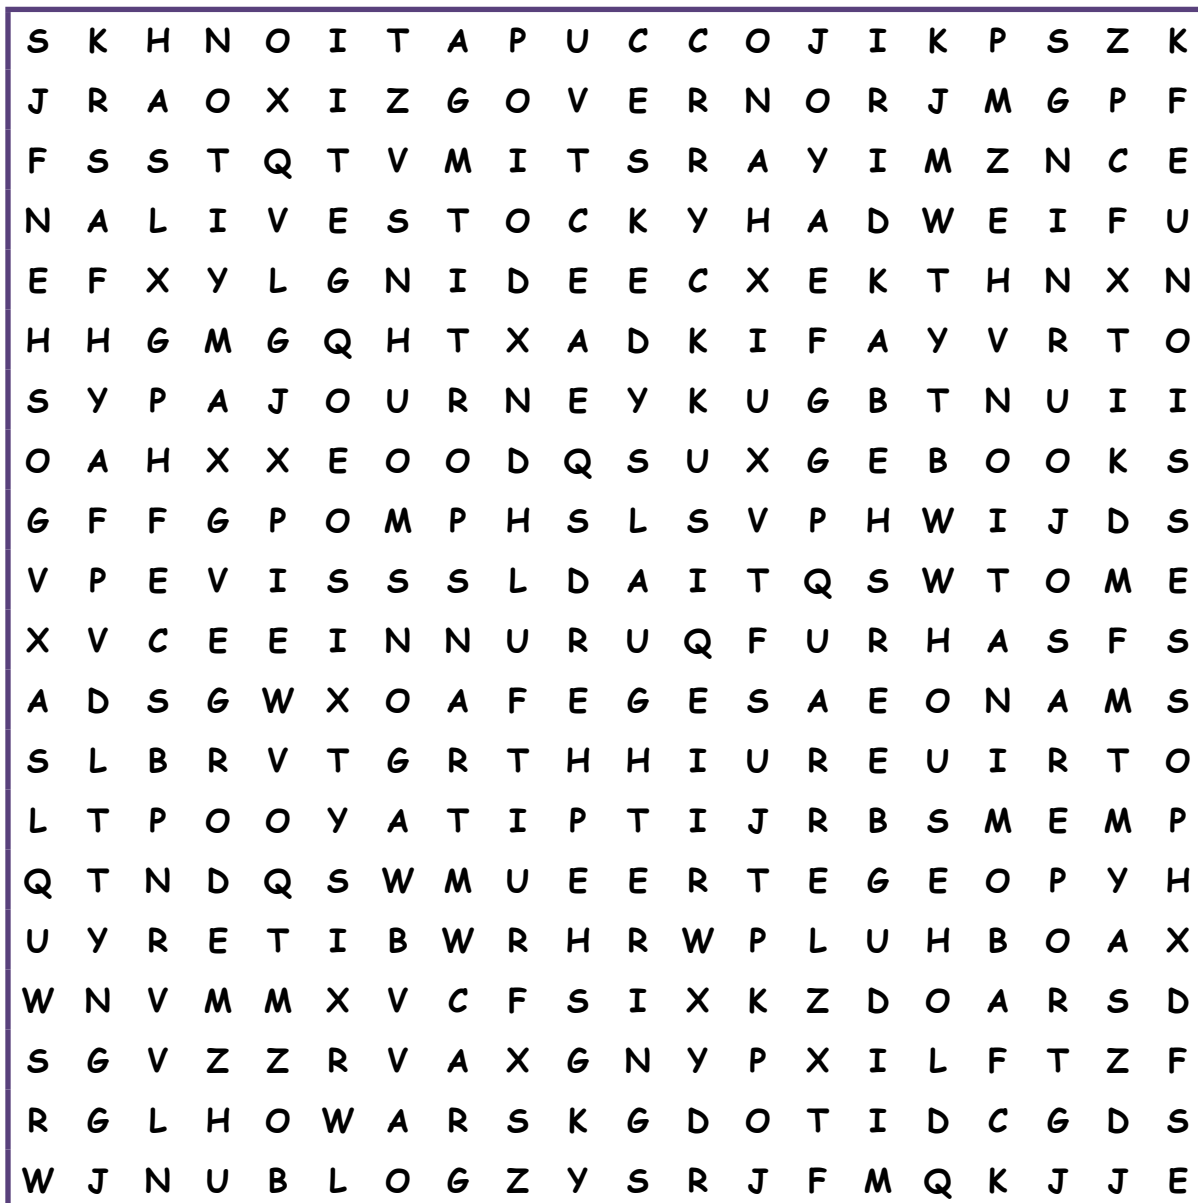 S K H N O I T A P U C C O J I K P S Z K
J R A O X I Z G O V E R N O R J M G P F
F S S T Q T V M I T S R A Y I M Z N C E
N A L I V E S T O C K Y H A D W E I F U
E F X Y L G N I D E E C X E K T H N X N
H H G M G Q H T X A D K I F A Y V R T O
S Y P A J O U R N E Y K U G B T N U I I
O A H X X E O O D Q S U X G E B O O K S
G F F G P O M P H S L S V P H W I J D S
V P E V I S S S L D A I T Q S W T O M E
X V C E E I N N U R U Q F U R H A S F S
A D S G W X O A F E G E S A E O N A M S
S L B R V T G R T H H I U R E U I R T O
L T P O O Y A T I P T I J R B S M E M P
Q T N D Q S W M U E E R T E G E O P Y H
U Y R E T I B W R H R W P L U H B O A X
W N V M M X V C F S I X K Z D O A R S D
S G V Z Z R V A X G N Y P X I L F T Z F
R G L H O W A R S K G D O T I D C G D S
W J N U B L O G Z Y S R J F M Q K J J E